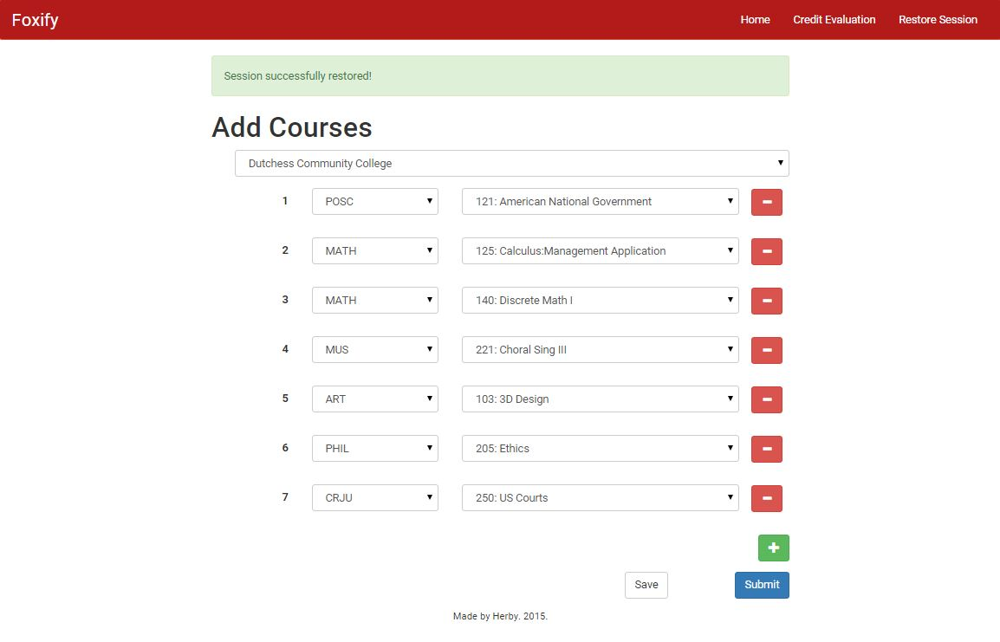 Foxify Home Credit Evaluation Restore Session
Session successfully restored!
Add Courses
Dutchess Community College
1 POSC 121: American National Government
2 MATH 125: Calculus:Management Application
3 MATH 140: Discrete Math I
4 MUS 221: Choral Sing III
5 ART 103: 3D Design
6 PHIL 205: Ethics
7 CRJU 250: US Courts
Save Submit
Made by Herby. 2015.